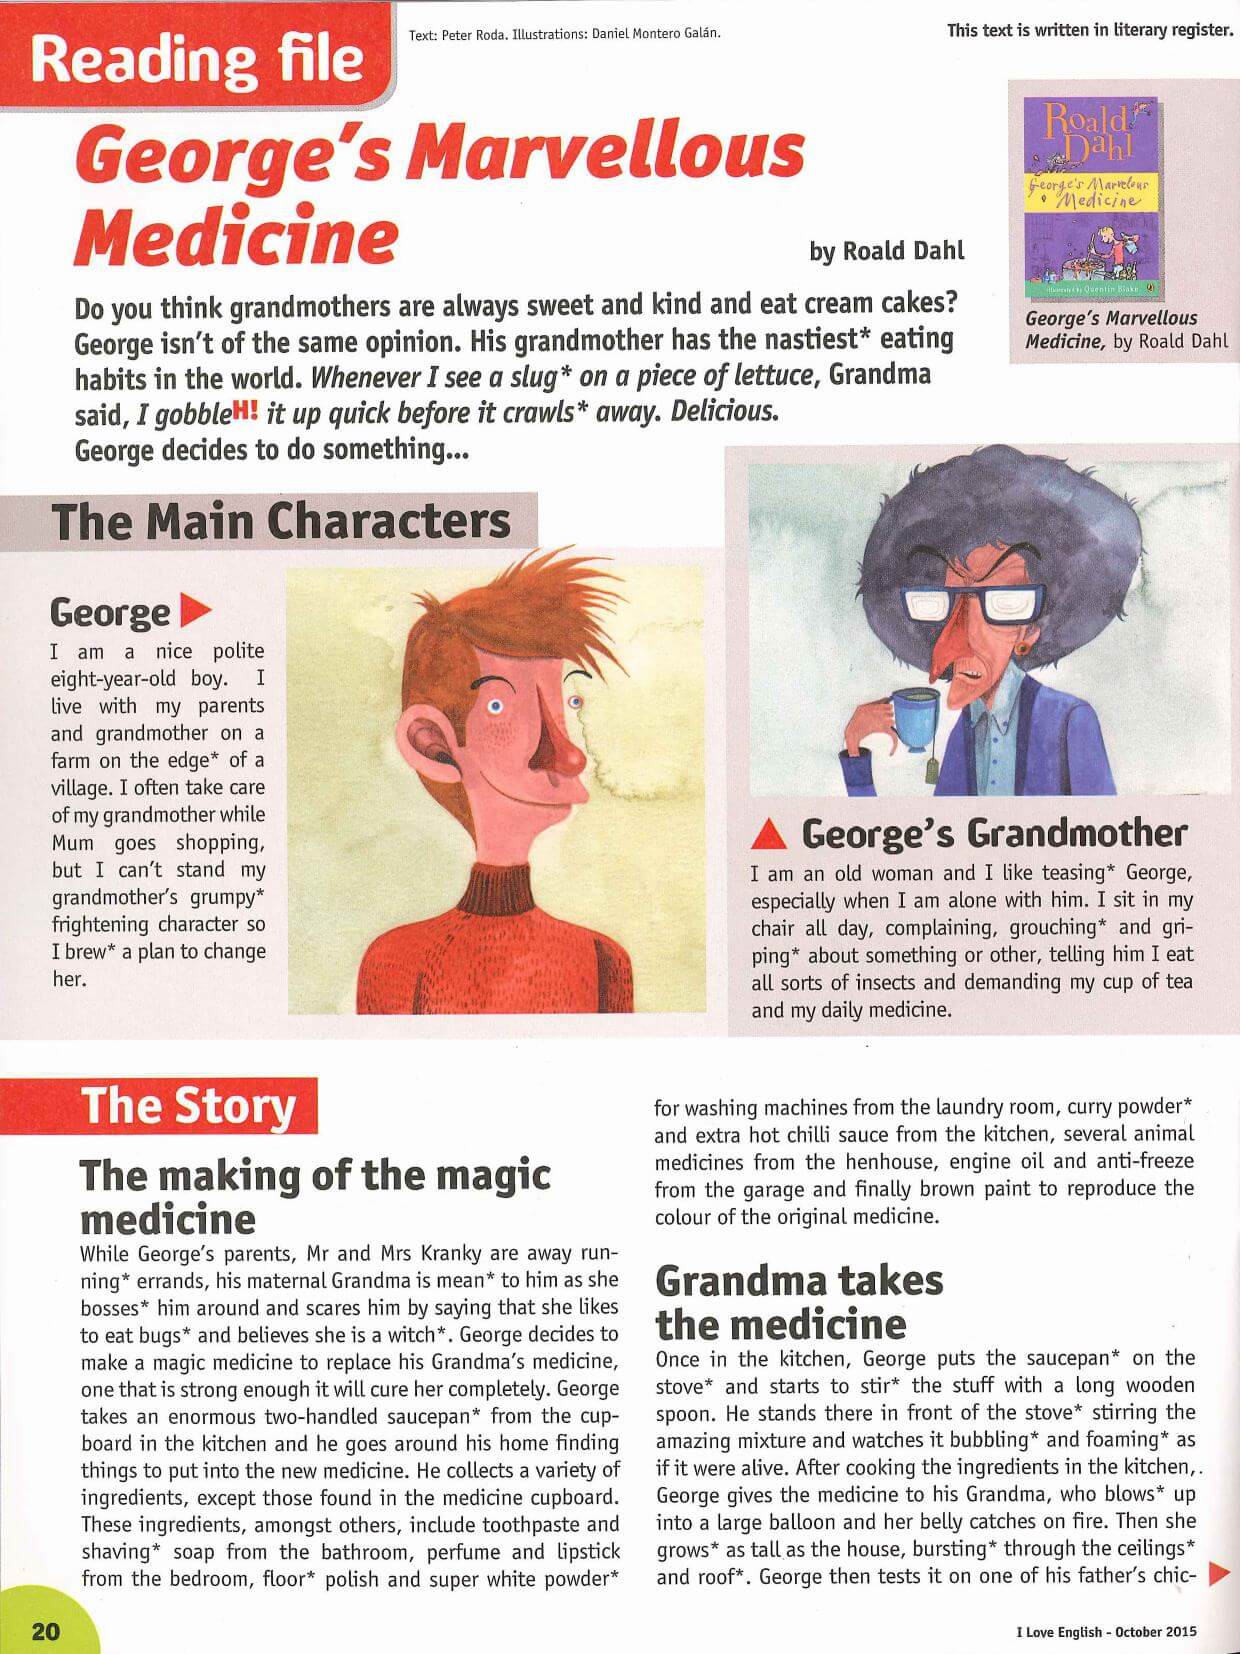 Reading file
Text: Peter Roda. Illustrations: Daniel Montero Galán.
This text is written in literary register.
George's Marvellous
Medicine
by Roald Dahl
Roald
Dahl
George's Marvelous
Medicine
illustrated by Quentin Blake
George's Marvellous
Medicine, by Roald Dahl
Do you think grandmothers are always sweet and kind and eat cream cakes?
George isn't of the same opinion. His grandmother has the nastiest* eating
habits in the world. Whenever I see a slug* on a piece of lettuce, Grandma
said, I gobbleH! it up quick before it crawls* away. Delicious.
George decides to do something...
The Main Characters
George
I am a nice polite
eight-year-old boy. I
live with my parents
and grandmother on a
farm on the edge* of a
village. I often take care
of my grandmother while
Mum goes shopping,
but I can't stand my
grandmother's grumpy*
frightening character so
I brew* a plan to change
her.
George's Grandmother
I am an old woman and I like teasing* George,
especially when I am alone with him. I sit in my
chair all day, complaining, grouching* and gri-
ping* about something or other, telling him I eat
all sorts of insects and demanding my cup of tea
and my daily medicine.
The Story
The making of the magic
medicine
While George's parents, Mr and Mrs Kranky are away run-
ning* errands, his maternal Grandma is mean* to him as she
bosses* him around and scares him by saying that she likes
to eat bugs* and believes she is a witch*. George decides to
make a magic medicine to replace his Grandma's medicine,
one that is strong enough it will cure her completely. George
takes an enormous two-handled saucepan* from the cup-
board in the kitchen and he goes around his home finding
things to put into the new medicine. He collects a variety of
ingredients, except those found in the medicine cupboard.
These ingredients, amongst others, include toothpaste and
shaving* soap from the bathroom, perfume and lipstick
from the bedroom, floor* polish and super white powder*
for washing machines from the laundry room, curry powder*
and extra hot chilli sauce from the kitchen, several animal
medicines from the henhouse, engine oil and anti-freeze
from the garage and finally brown paint to reproduce the
colour of the original medicine.
Grandma takes
the medicine
Once in the kitchen, George puts the saucepan* on the
stove* and starts to stir* the stuff with a long wooden
spoon. He stands there in front of the stove* stirring the
amazing mixture and watches it bubbling* and foaming* as
if it were alive. After cooking the ingredients in the kitchen,.
George gives the medicine to his Grandma, who blows* up
into a large balloon and her belly catches on fire. Then she
grows* as tall as the house, bursting* through the ceilings*
and roof*. George then tests it on one of his father's chic-
20
I Love English - October 2015